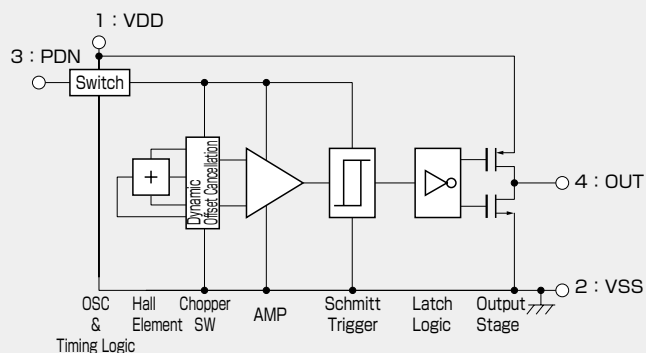 1 : VDD
3 : PDN
Switch
Dynamic
Offset Cancellation
4 : OUT
2 : VSS
OSC
&
Timing Logic
Hall
Element
Chopper
SW
AMP
Schmitt
Trigger
Latch
Logic
Output
Stage